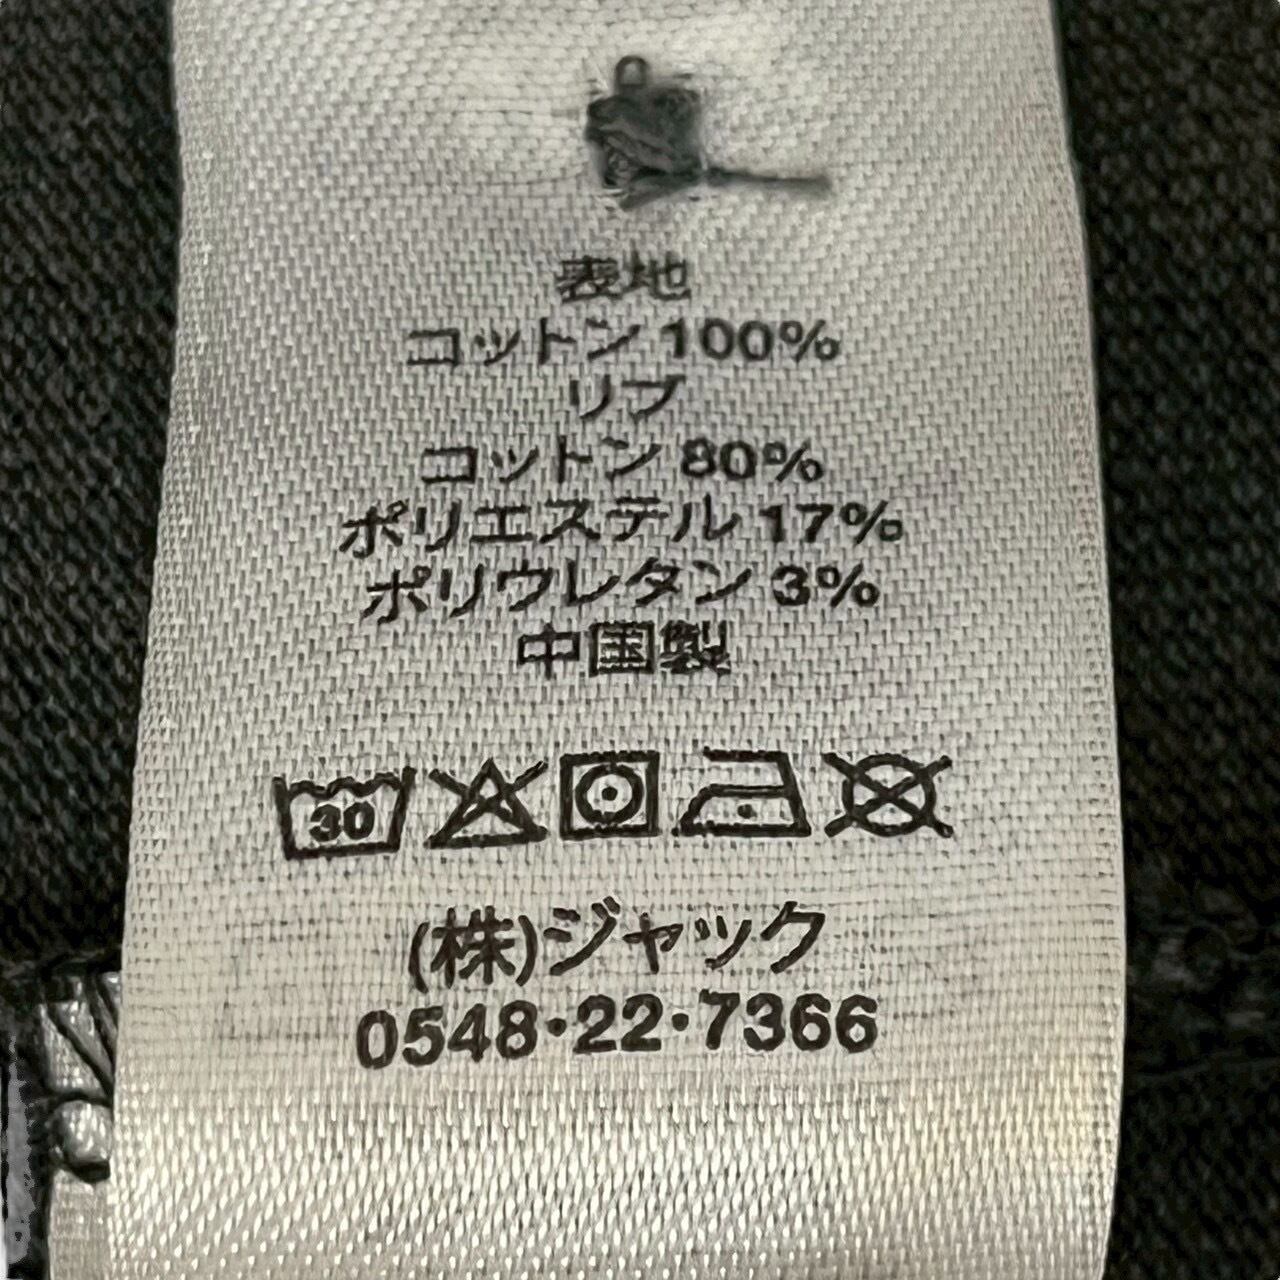 表地
コットン 100%
リブ
コットン 80%
ポリエステル 17%
ポリウレタン 3%
中国製
30
(株)ジャック
0548·22·7366